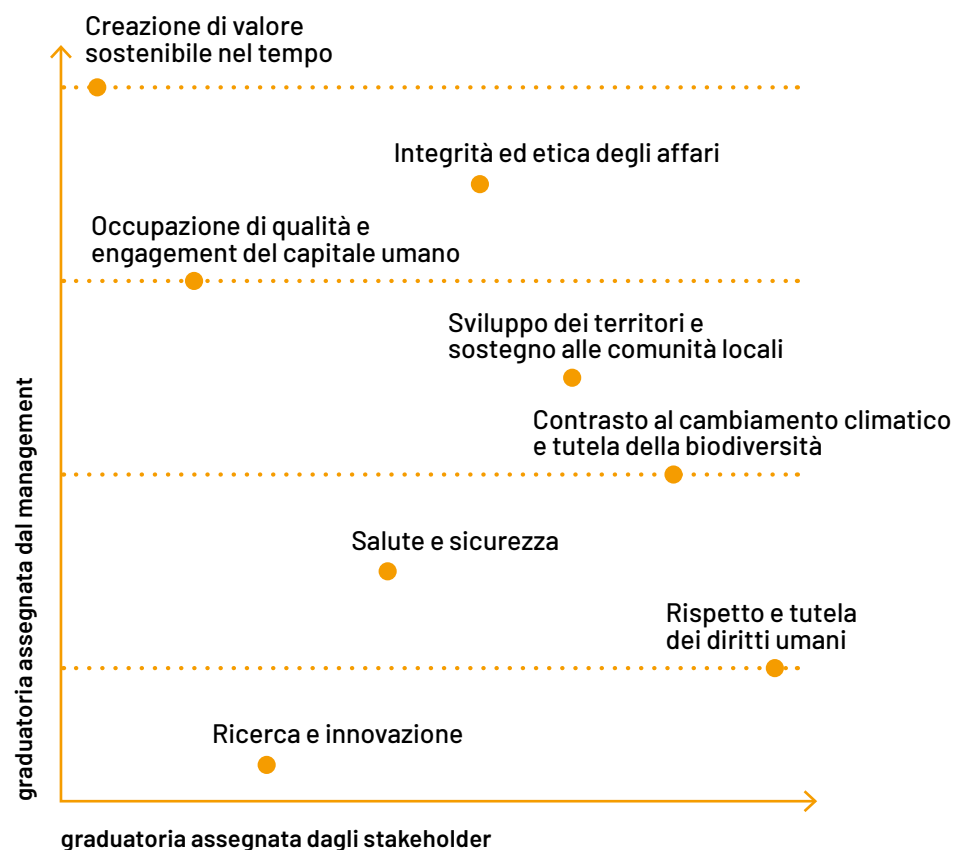 Creazione di valore
sostenibile nel tempo
Integrità ed etica degli affari
Occupazione di qualità e
engagement del capitale umano
Sviluppo dei territori e
sostegno alle comunità locali
Contrasto al cambiamento climatico
e tutela della biodiversità
Salute e sicurezza
Rispetto e tutela
dei diritti umani
Ricerca e innovazione
graduatoria assegnata dal management
graduatoria assegnata dagli stakeholder